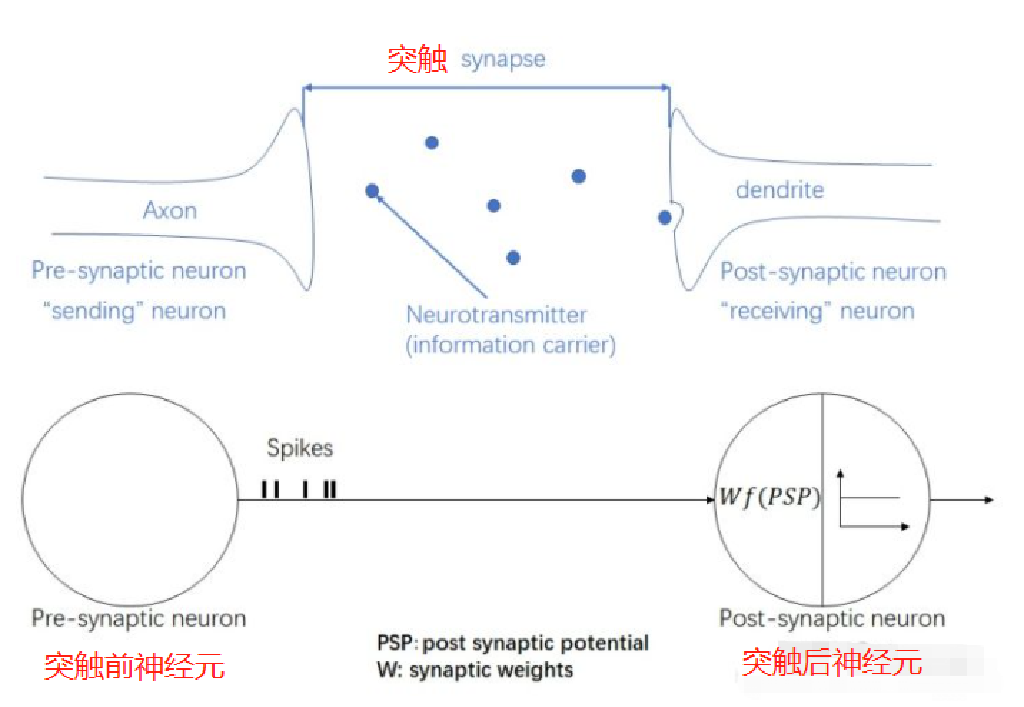 突触 synapse
Axon
dendrite
Pre-synaptic neuron
“sending” neuron
Post-synaptic neuron
“receiving” neuron
Neurotransmitter
(information carrier)
Spikes
Wf(PSP)
Pre-synaptic neuron
突触前神经元
PSP: post synaptic potential
W: synaptic weights
Post-synaptic neuron
突触后神经元